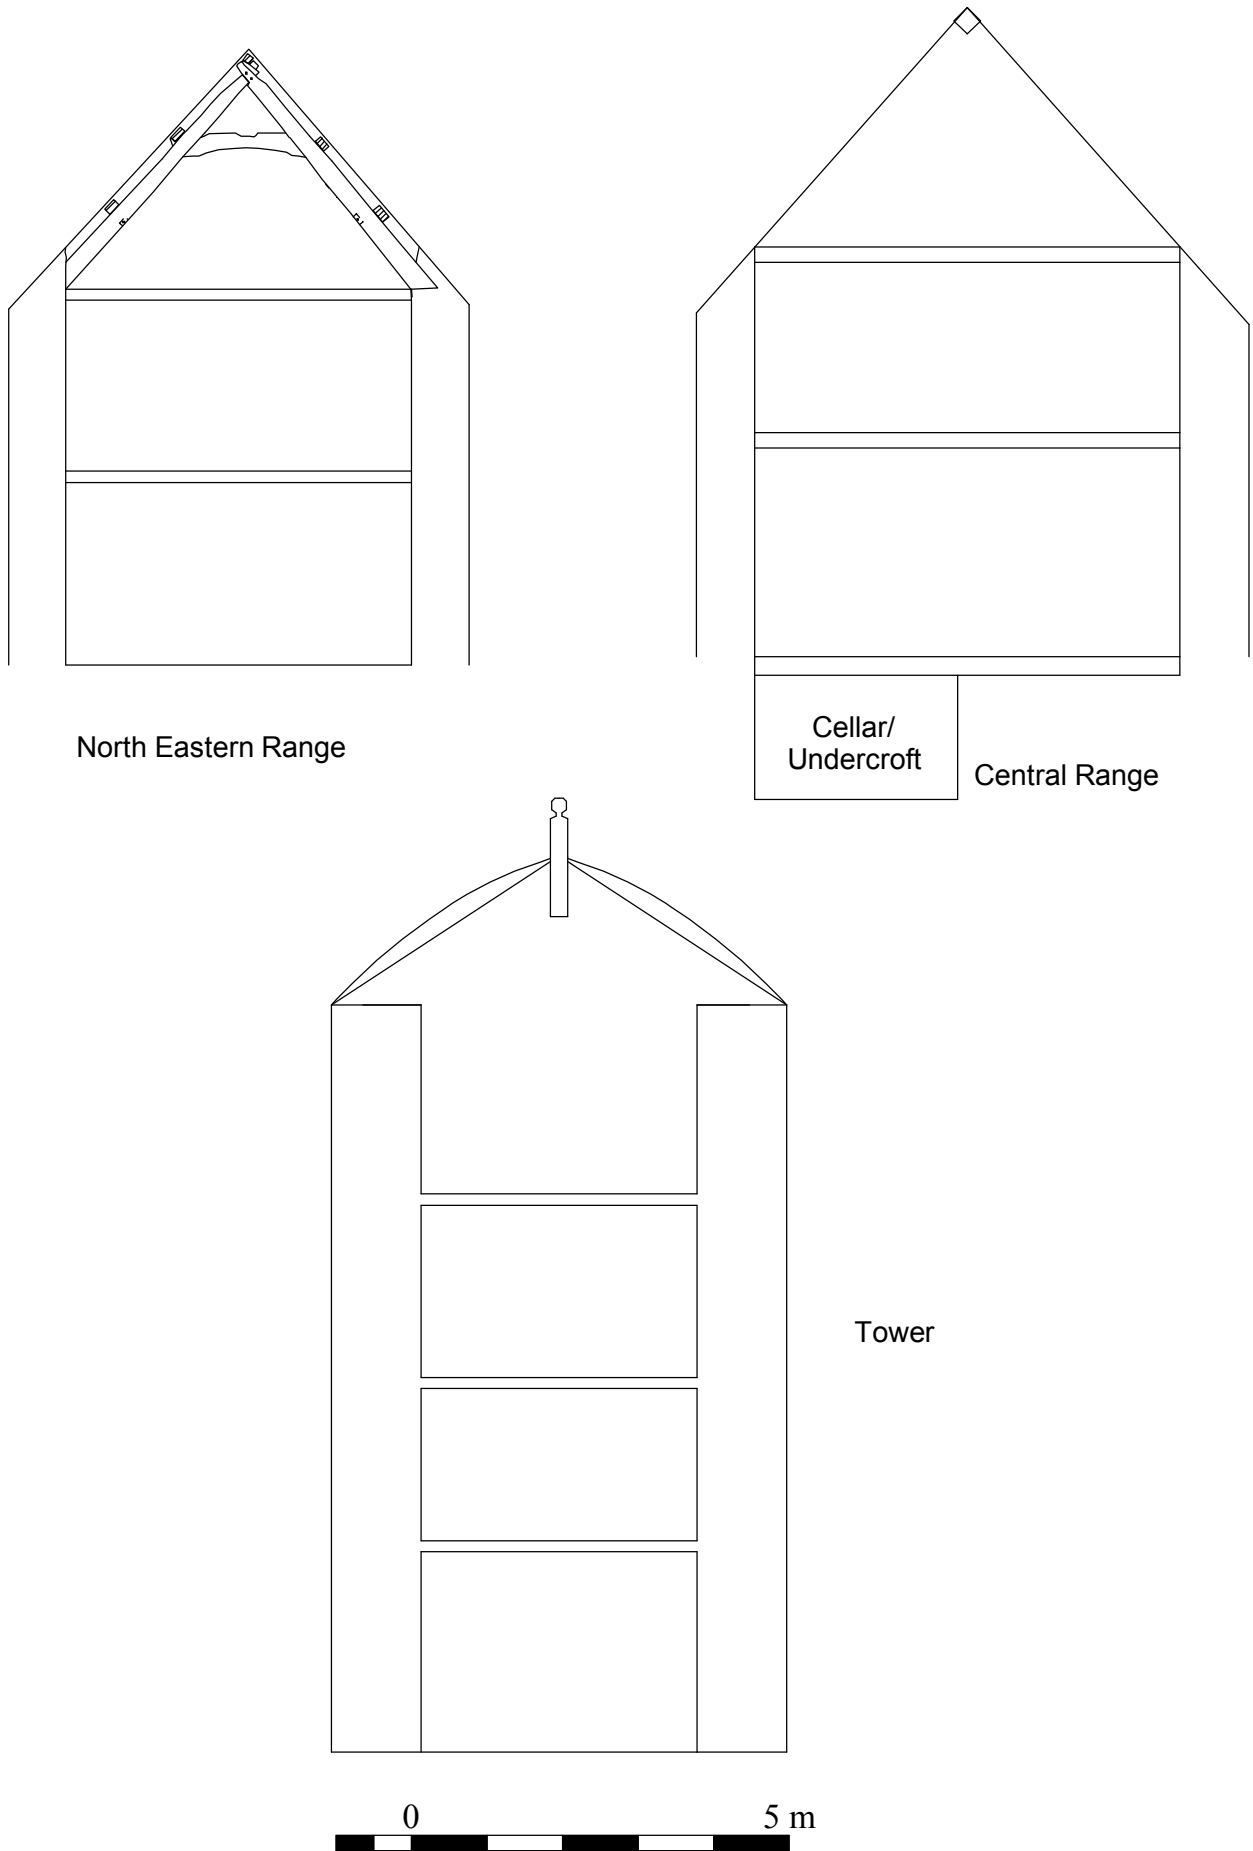 North Eastern Range
Cellar/
Undercroft
Central Range
Tower
0 5 m